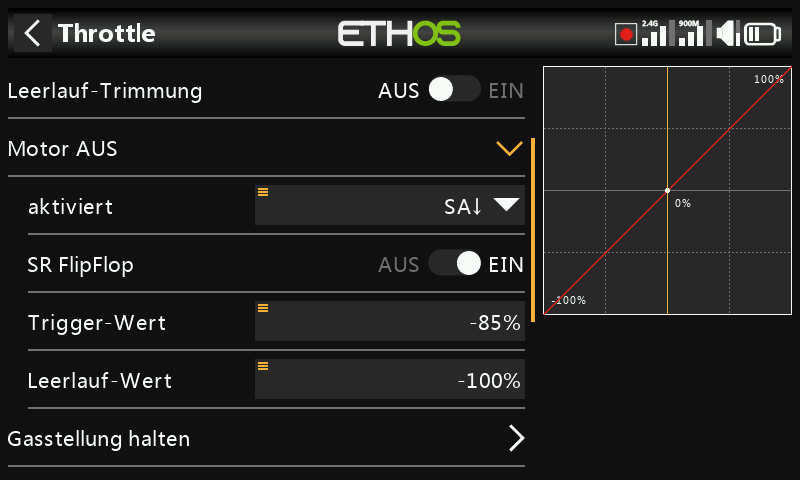 Throttle
ETHOS
2.4G
900M
Leerlauf-Trimmung
AUS EIN
Motor AUS
aktiviert
SA↓
SR FlipFlop
AUS EIN
Trigger-Wert
-85%
Leerlauf-Wert
-100%
Gasstellung halten
100%
0%
-100%